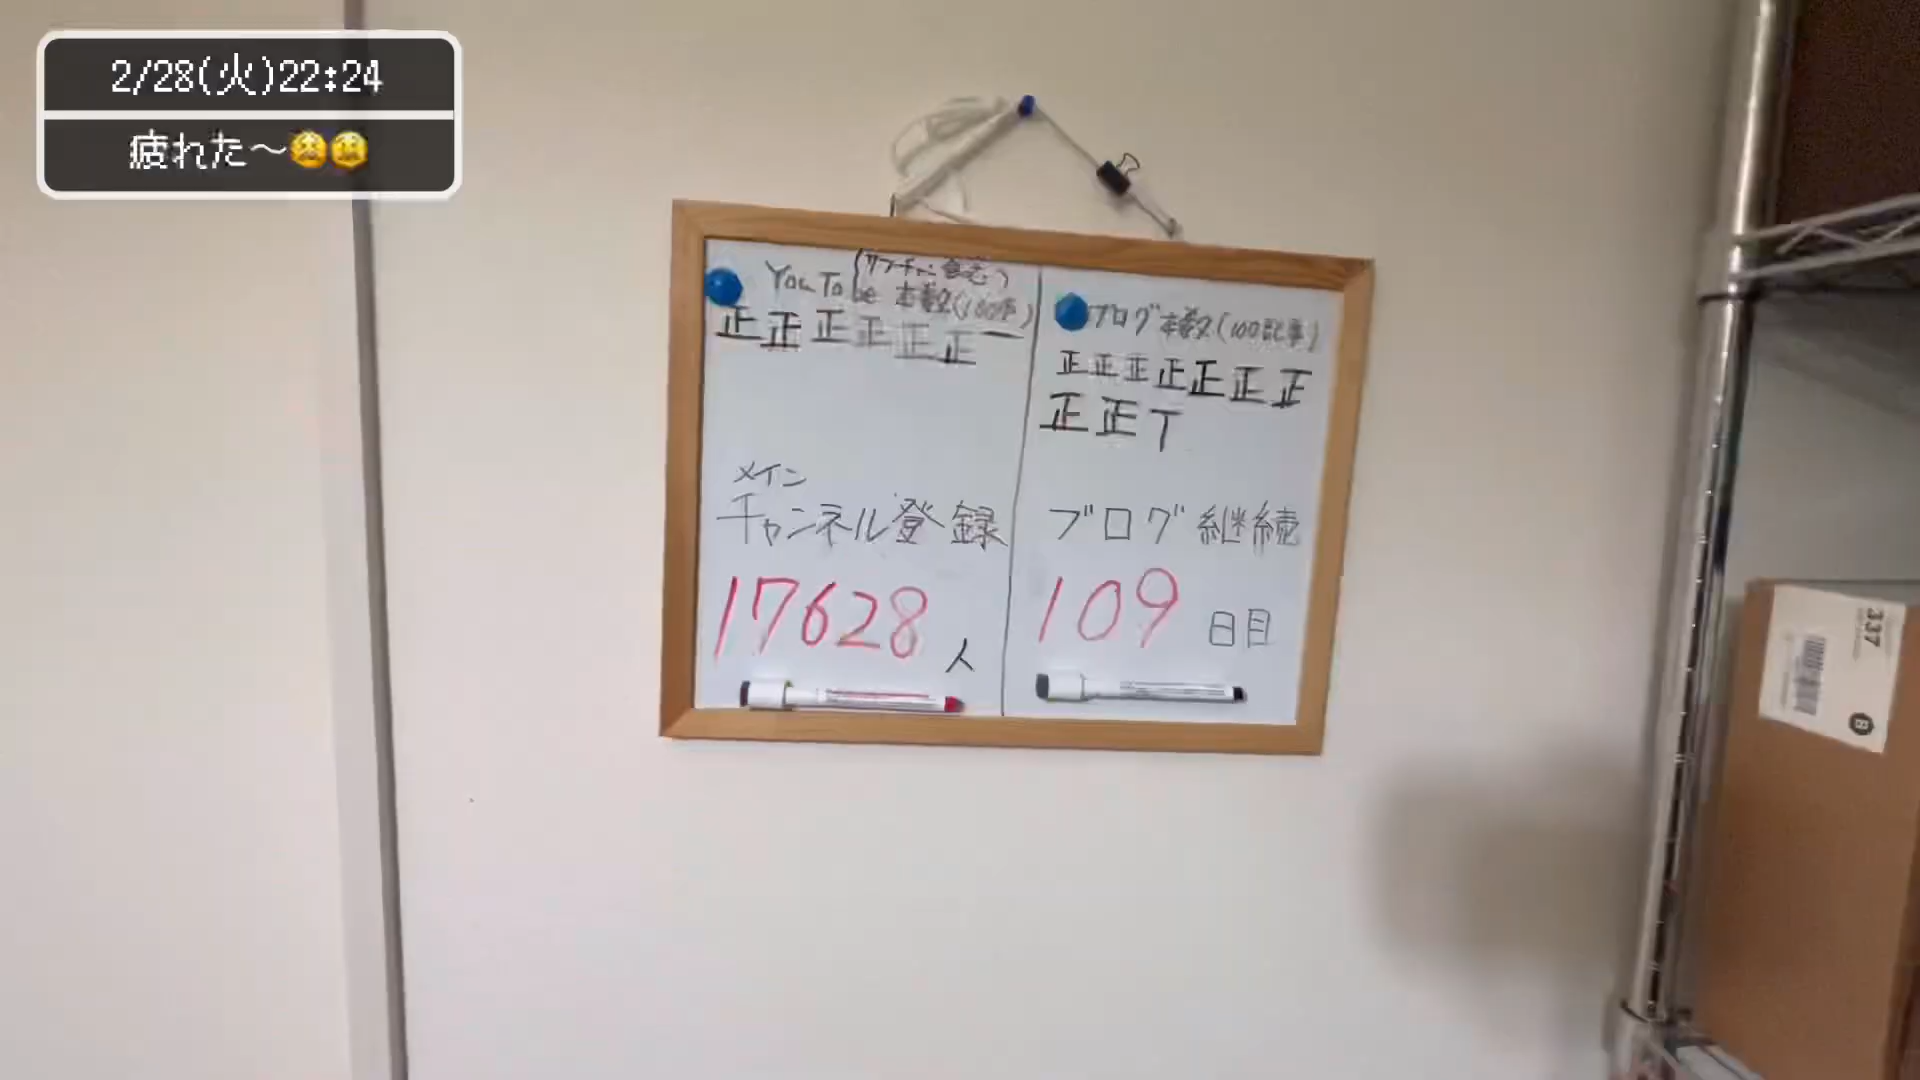 2/28(火)22:24
疲れた〜😩😩
YouTube 本数(100本)
(サブチャン含む)
正正正正正正一
メイン
チャンネル登録
17628人
ブログ本数(100記事)
正正正正正正正
正正丅
ブログ継続
109日目
337
B